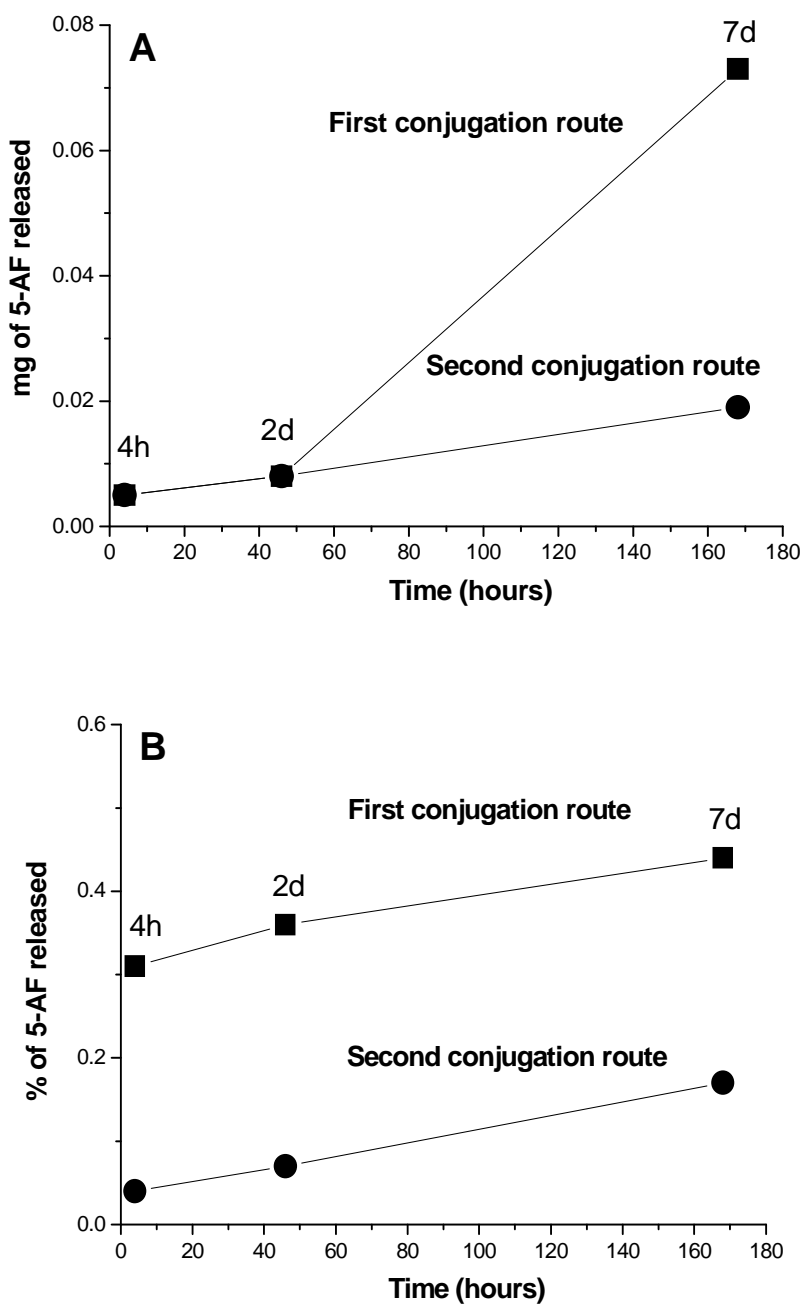 A
mg of 5-AF released
0.08
0.06
0.04
0.02
0.00
7d
First conjugation route
Second conjugation route
4h
2d
0 20 40 60 80 100 120 140 160 180
Time (hours)
B
% of 5-AF released
0.6
0.4
0.2
0.0
First conjugation route
7d
2d
4h
Second conjugation route
0 20 40 60 80 100 120 140 160 180
Time (hours)